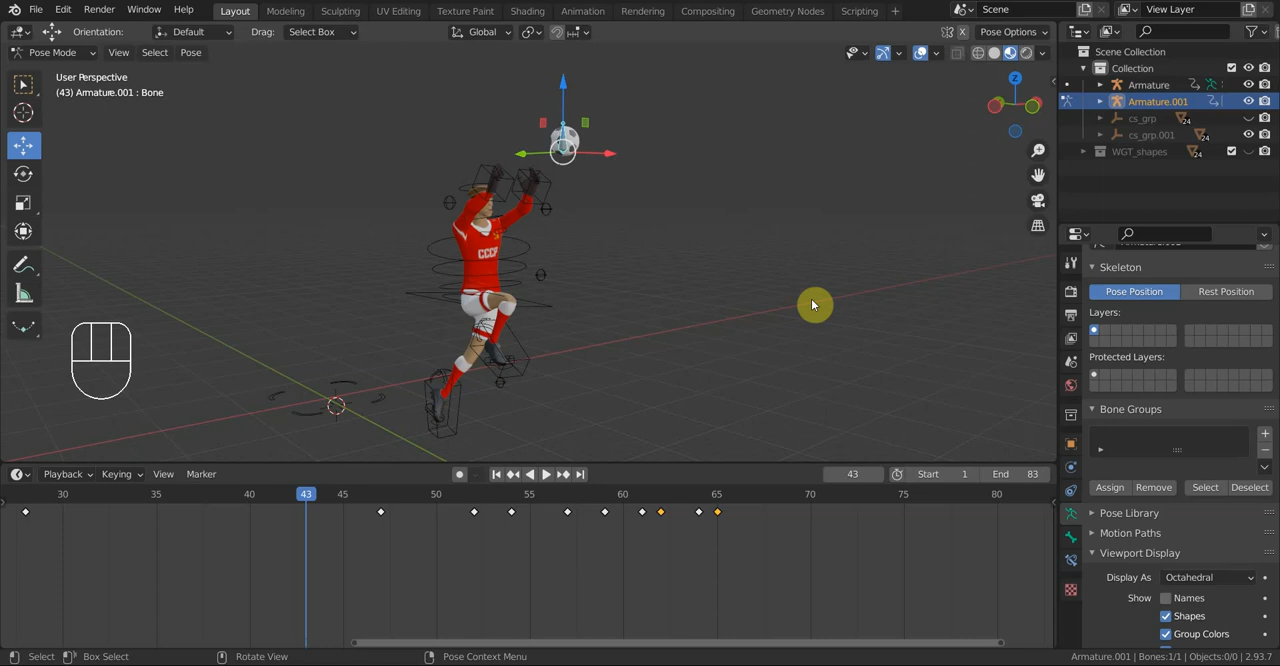 File Edit Render Window Help
Layout Modeling Sculpting UV Editing Texture Paint Shading Animation Rendering Compositing Geometry Nodes Scripting +
Scene View Layer
Orientation: Default Drag: Select Box Global Pose Options
Pose Mode View Select Pose
User Perspective
(43) Armature.001 : Bone
Z
СССР
Scene Collection
Collection
Armature
Armature.001
cs_grp 24
cs_grp.001 24
WGT_shapes 24
Skeleton
Pose Position Rest Position
Layers:
Protected Layers:
Bone Groups
Assign Remove Select Deselect
Pose Library
Motion Paths
Viewport Display
Display As Octahedral
Show Names
Shapes
Group Colors
Playback Keying View Marker 43 Start 1 End 83
30 35 40 43 45 50 55 60 65 70 75 80
Select Box Select Rotate View Pose Context Menu Armature.001 | Bones:1/1 | Objects:0/0 | 2.93.7